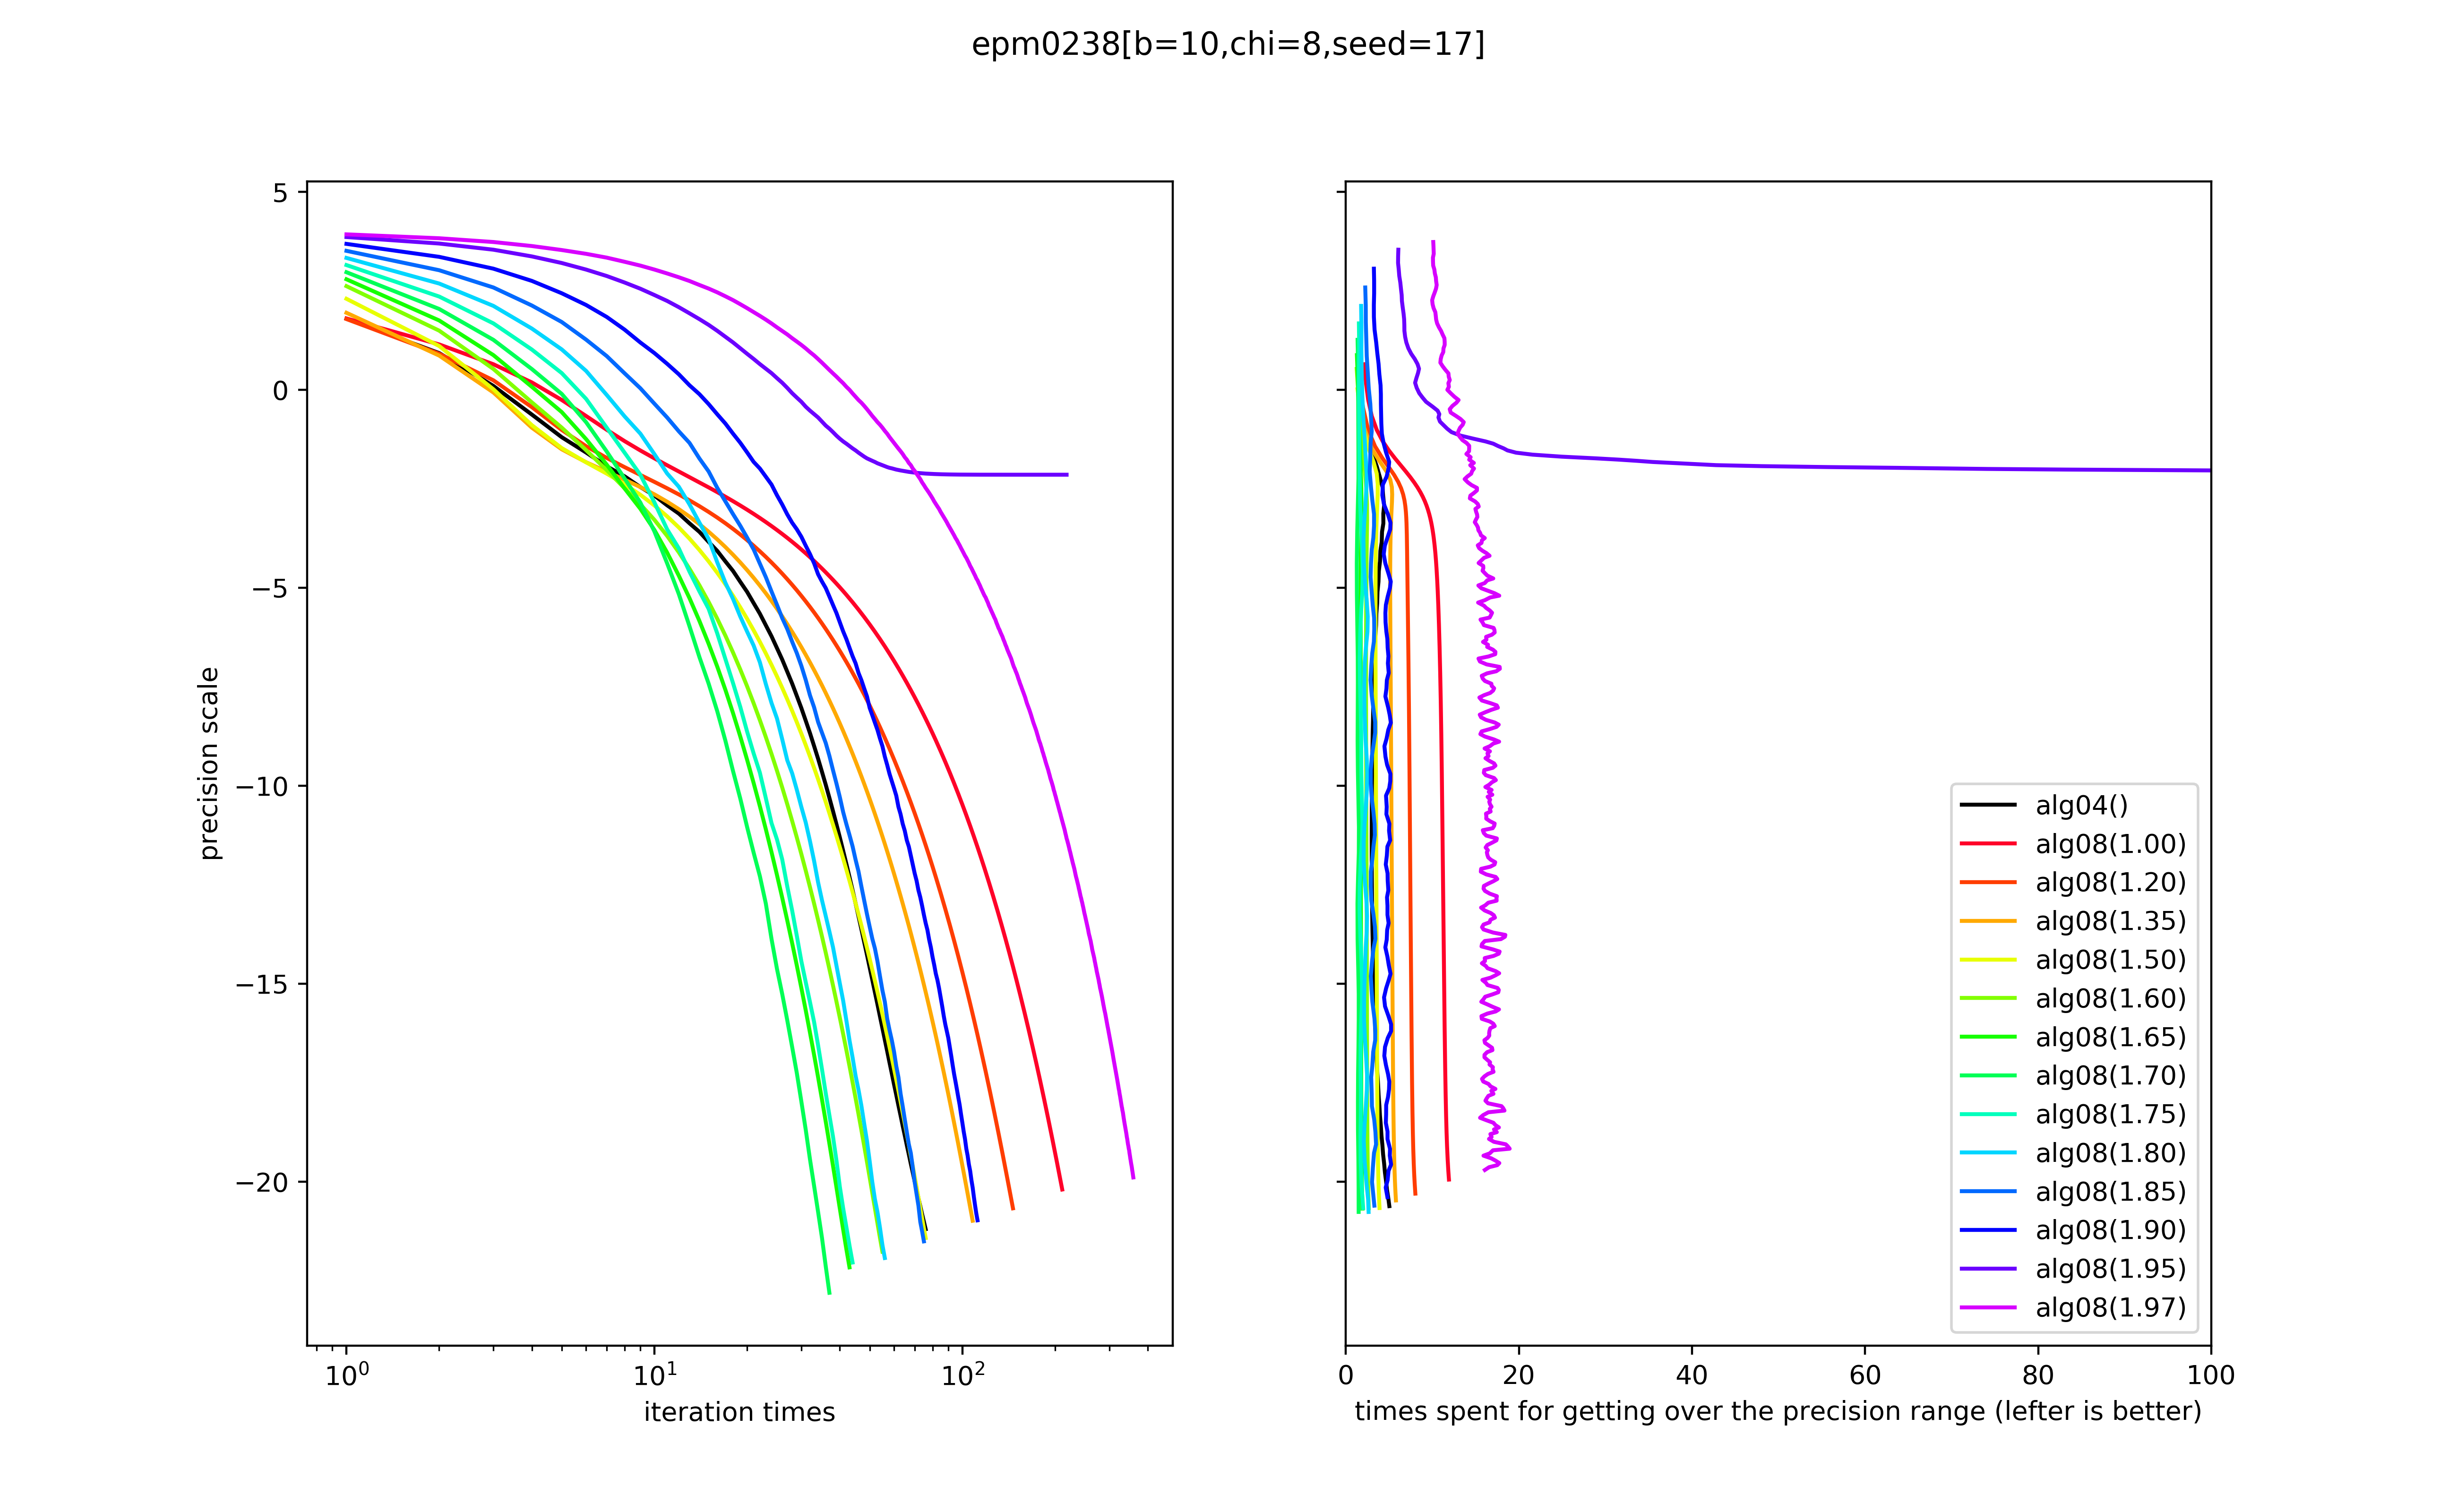 epm0238[b=10,chi=8,seed=17]
precision scale
5
0
−5
−10
−15
−20
10⁰
10¹
10²
iteration times
0
20
40
60
80
100
times spent for getting over the precision range (lefter is better)
alg04()
alg08(1.00)
alg08(1.20)
alg08(1.35)
alg08(1.50)
alg08(1.60)
alg08(1.65)
alg08(1.70)
alg08(1.75)
alg08(1.80)
alg08(1.85)
alg08(1.90)
alg08(1.95)
alg08(1.97)